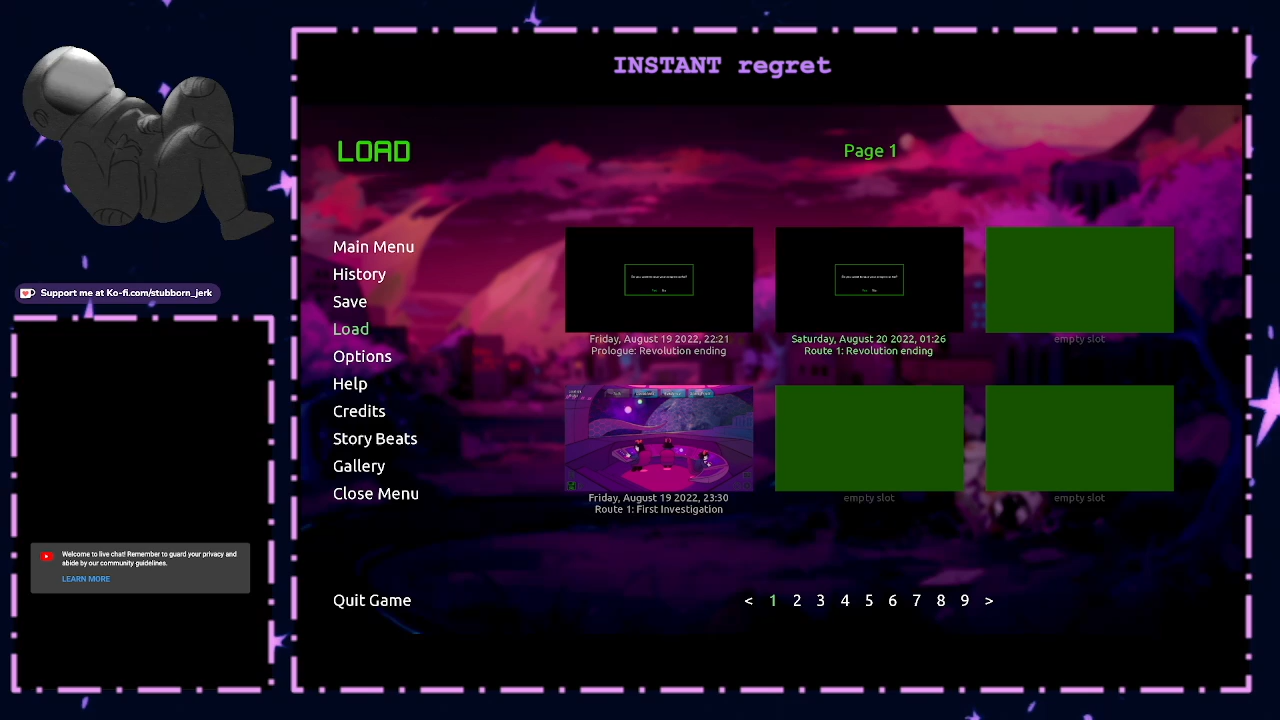 INSTANT regret
LOAD
Page 1
Support me at Ko-fi.com/stubborn_jerk
Main Menu
History
Save
Load
Options
Help
Credits
Story Beats
Gallery
Close Menu
Quit Game
Friday, August 19 2022, 22:21
Prologue: Revolution ending
Saturday, August 20 2022, 01:26
Route 1: Revolution ending
empty slot
Friday, August 19 2022, 23:30
Route 1: First Investigation
empty slot
empty slot
< 1 2 3 4 5 6 7 8 9 >
Welcome to live chat! Remember to guard your privacy and
abide by our community guidelines.
LEARN MORE